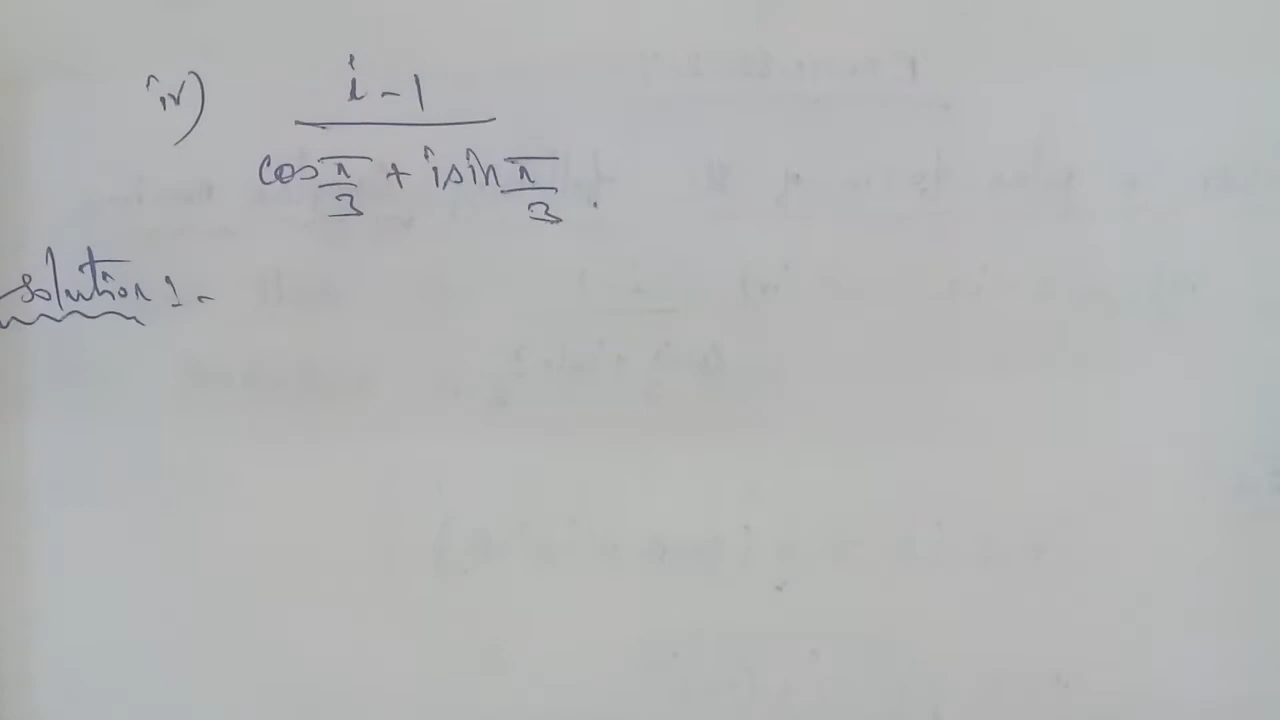 iv) i - 1
cos π/3 + i sin π/3 .
solution : -